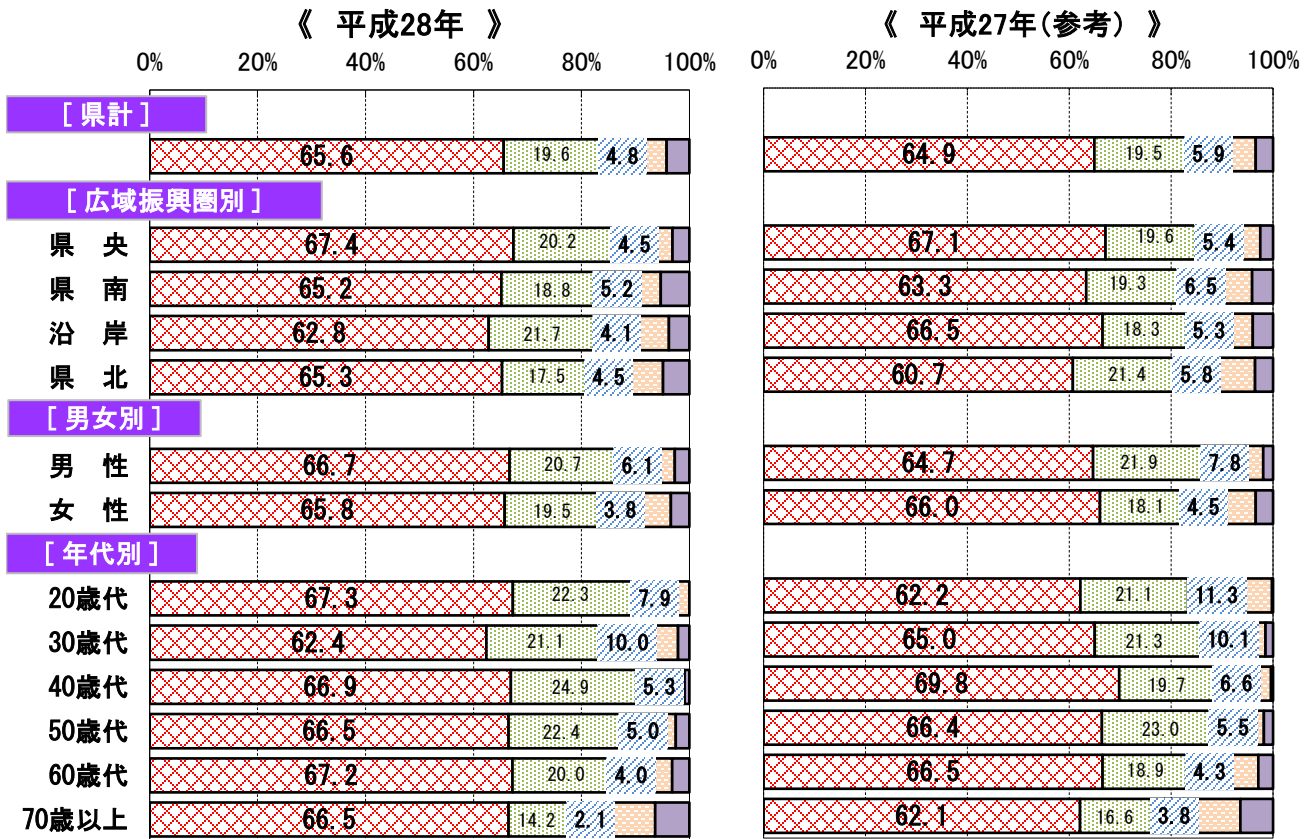 《 平成28年 》 《 平成27年(参考) 》
0% 20% 40% 60% 80% 100% 0% 20% 40% 60% 80% 100%
[ 県計 ]
65.6 19.6 4.8 64.9 19.5 5.9
[ 広域振興圏別 ]
県 央 67.4 20.2 4.5 67.1 19.6 5.4
県 南 65.2 18.8 5.2 63.3 19.3 6.5
沿 岸 62.8 21.7 4.1 66.5 18.3 5.3
県 北 65.3 17.5 4.5 60.7 21.4 5.8
[ 男女別 ]
男 性 66.7 20.7 6.1 64.7 21.9 7.8
女 性 65.8 19.5 3.8 66.0 18.1 4.5
[ 年代別 ]
20歳代 67.3 22.3 7.9 62.2 21.1 11.3
30歳代 62.4 21.1 10.0 65.0 21.3 10.1
40歳代 66.9 24.9 5.3 69.8 19.7 6.6
50歳代 66.5 22.4 5.0 66.4 23.0 5.5
60歳代 67.2 20.0 4.0 66.5 18.9 4.3
70歳以上 66.5 14.2 2.1 62.1 16.6 3.8